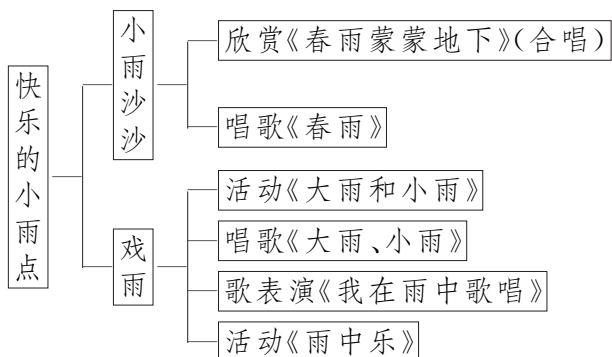 快乐的小雨点
小雨沙沙
欣赏《春雨蒙蒙地下》(合唱)
唱歌《春雨》
戏雨
活动《大雨和小雨》
唱歌《大雨、小雨》
歌表演《我在雨中歌唱》
活动《雨中乐》